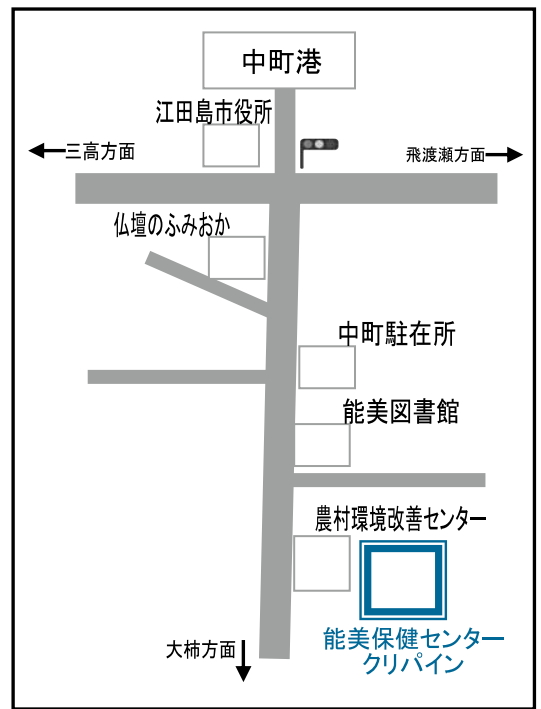 中町港
江田島市役所
三高方面
飛渡瀬方面
仏壇のふみおか
中町駐在所
能美図書館
農村環境改善センター
能美保健センター
クリパイン
大柿方面